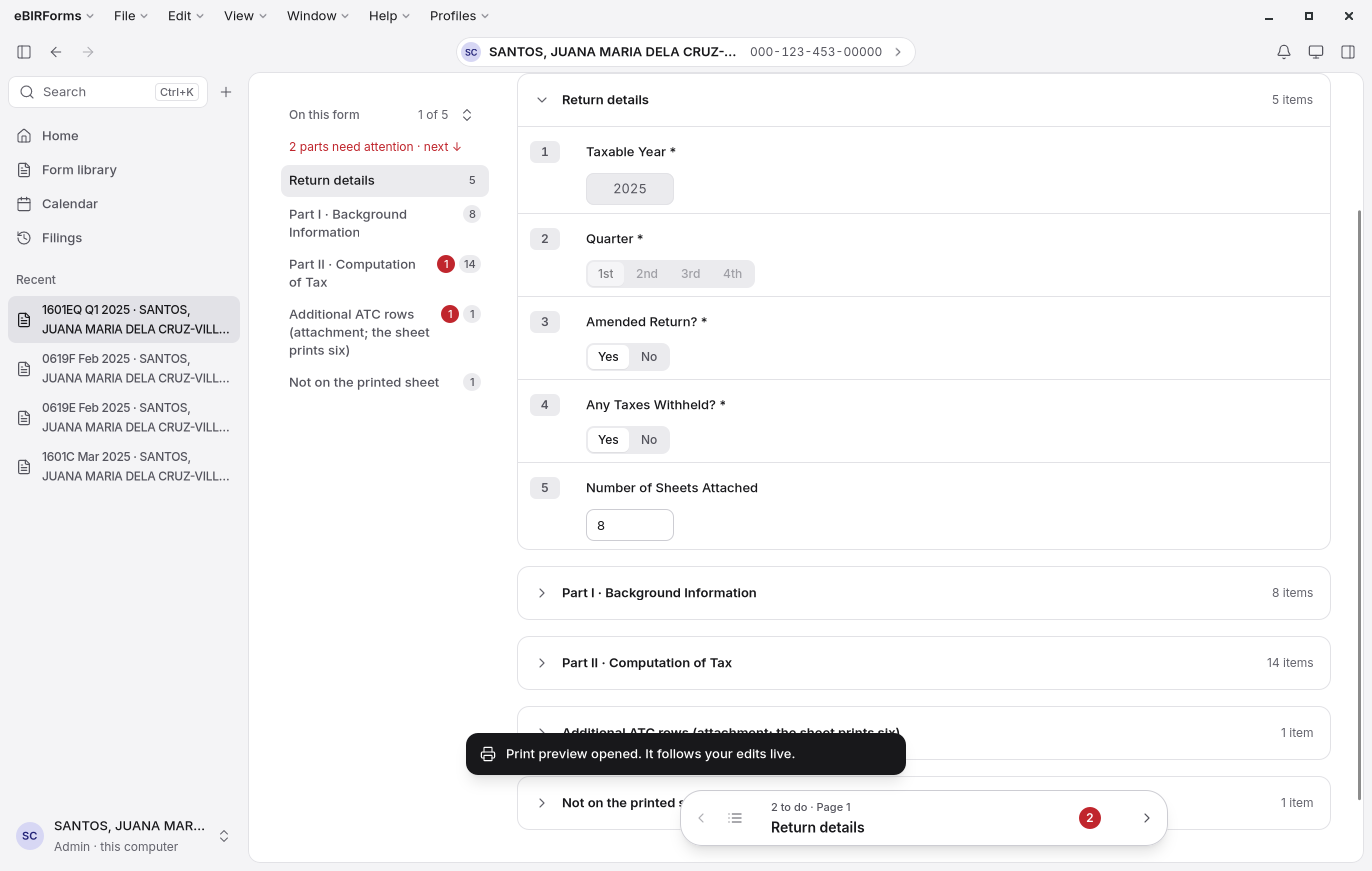 eBIRForms File Edit View Window Help Profiles
SC SANTOS, JUANA MARIA DELA CRUZ-... 000-123-453-00000
Search Ctrl+K
Home
Form library
Calendar
Filings
Recent
1601EQ Q1 2025 · SANTOS,
JUANA MARIA DELA CRUZ-VILL...
0619F Feb 2025 · SANTOS,
JUANA MARIA DELA CRUZ-VILL...
0619E Feb 2025 · SANTOS,
JUANA MARIA DELA CRUZ-VILL...
1601C Mar 2025 · SANTOS,
JUANA MARIA DELA CRUZ-VILL...
SC SANTOS, JUANA MAR...
Admin · this computer
On this form 1 of 5
2 parts need attention · next ↓
Return details 5
Part I · Background
Information 8
Part II · Computation
of Tax 1 14
Additional ATC rows
(attachment; the sheet
prints six) 1 1
Not on the printed sheet 1
Return details 5 items
1 Taxable Year *
2025
2 Quarter *
1st 2nd 3rd 4th
3 Amended Return? *
Yes No
4 Any Taxes Withheld? *
Yes No
5 Number of Sheets Attached
8
Part I · Background Information 8 items
Part II · Computation of Tax 14 items
Additional ATC rows (attachment; the sheet prints six) 1 item
Print preview opened. It follows your edits live.
Not on the printed 1 item
2 to do · Page 1
Return details 2